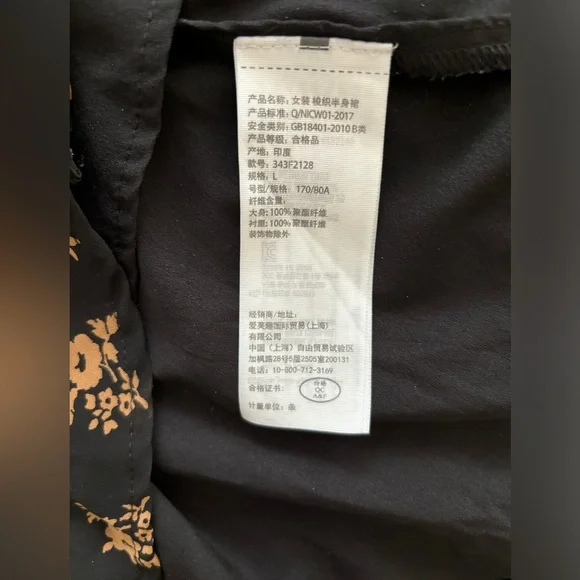 产品名称: 女装 梭织半身裙
产品标准: Q/NICW01-2017
安全类别: GB18401-2010 B类
产品等级: 合格品
产地: 印度
款号: 343F2128
规格: L
号型/规格: 170/80A
纤维含量:
大身: 100% 聚酯纤维
衬里: 100% 聚酯纤维
装饰物除外
经销商/地址:
爱芙趣国际贸易(上海)
有限公司
中国(上海)自由贸易试验区
加枫路28号5层2505室200131
电话: 10-800-712-3169
合格证书:
合格
QC
A&F
计量单位: 条